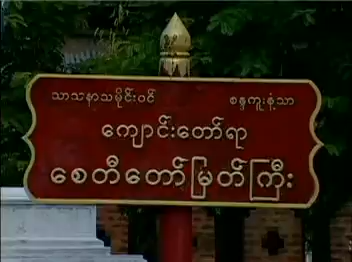 သာသနာသမိုင်းဝင် စန္ဒကူးနံ့သာ
ကျောင်းတော်ရာ
စေတီတော်မြတ်ကြီး